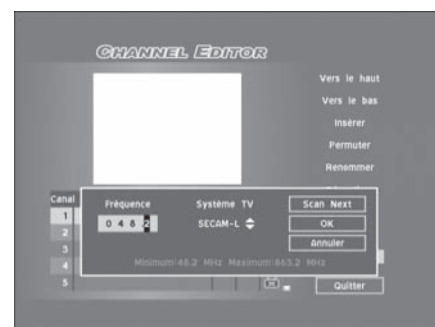 CHANNEL EDITOR
Vers le haut
Vers le bas
Insérer
Permuter
Renommer
Canal
Fréquence
Système TV
Scan Next
1
0 4 8 2
SECAM-L
OK
2
Annuler
3
4
Minimum:48.2 MHz Maximum:863.2 MHz
5
Quitter